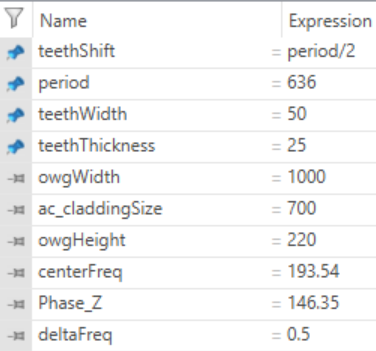 Name Expression
teethShift = period/2
period = 636
teethWidth = 50
teethThickness = 25
owgWidth = 1000
ac_claddingSize = 700
owgHeight = 220
centerFreq = 193.54
Phase_Z = 146.35
deltaFreq = 0.5